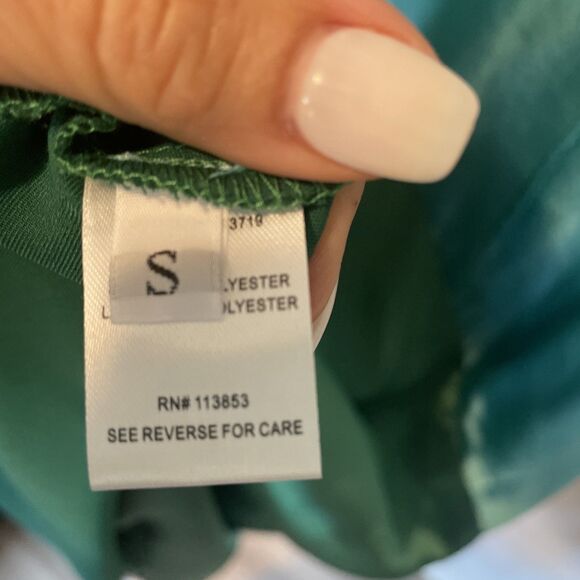 3719
S
LYESTER
OLYESTER
RN# 113853
SEE REVERSE FOR CARE